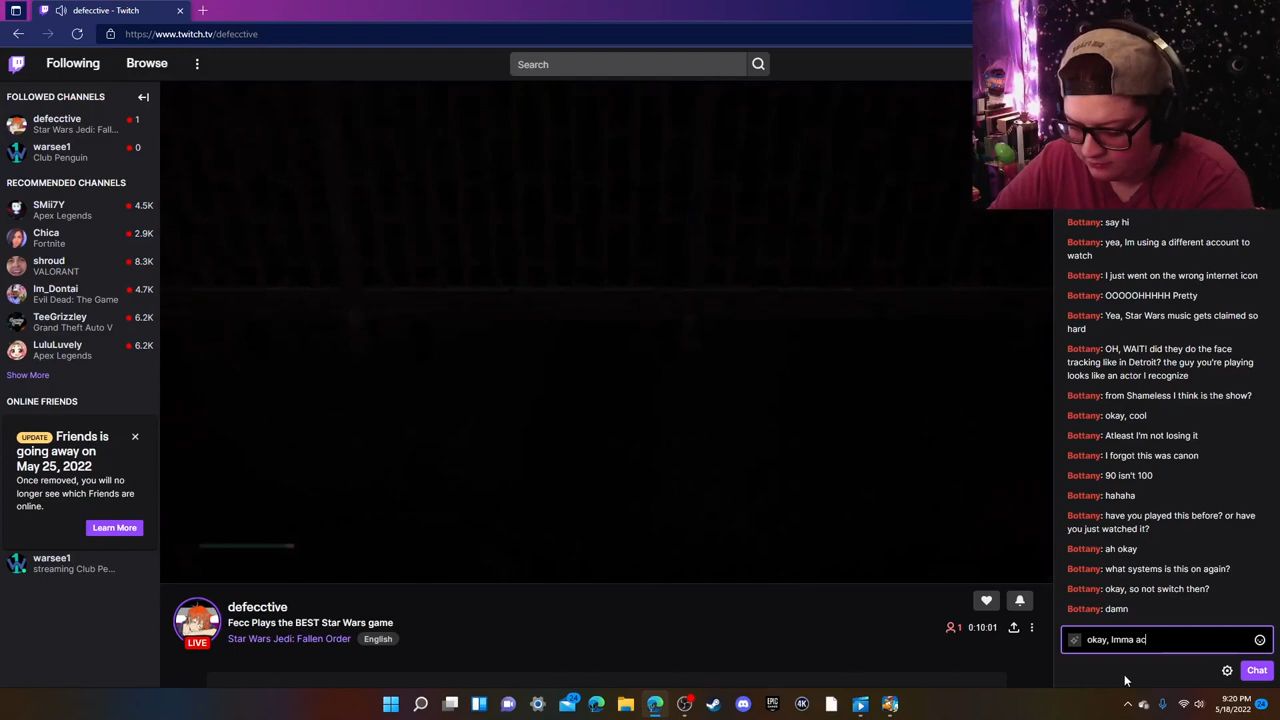 defecctive - Twitch
https://www.twitch.tv/defecctive
Following
Browse
Search
FOLLOWED CHANNELS
defecctive
1
Star Wars Jedi: Fall...
warsee1
0
Club Penguin
RECOMMENDED CHANNELS
SMii7Y
4.5K
Apex Legends
Chica
2.9K
Fortnite
shroud
8.3K
VALORANT
Im_Dontai
4.7K
Evil Dead: The Game
TeeGrizzley
6.2K
Grand Theft Auto V
LuluLuvely
6.2K
Apex Legends
Show More
ONLINE FRIENDS
UPDATE Friends is
going away on
May 25, 2022
Once removed, you will no
longer see which Friends are
online.
Learn More
warsee1
streaming Club Pe...
LIVE
defecctive
Fecc Plays the BEST Star Wars game
Star Wars Jedi: Fallen Order
English
1
0:10:01
Bottany: say hi
Bottany: yea, Im using a different account to
watch
Bottany: I just went on the wrong internet icon
Bottany: OOOOOHHHHH Pretty
Bottany: Yea, Star Wars music gets claimed so
hard
Bottany: OH, WAIT! did they do the face
tracking like in Detroit? the guy you're playing
looks like an actor I recognize
Bottany: from Shameless I think is the show?
Bottany: okay, cool
Bottany: Atleast I'm not losing it
Bottany: I forgot this was canon
Bottany: 90 isn't 100
Bottany: hahaha
Bottany: have you played this before? or have
you just watched it?
Bottany: ah okay
Bottany: what systems is this on again?
Bottany: okay, so not switch then?
Bottany: damn
okay, Imma ac
Chat
24
EPIC
GAMES
4K
9:20 PM
5/18/2022
24